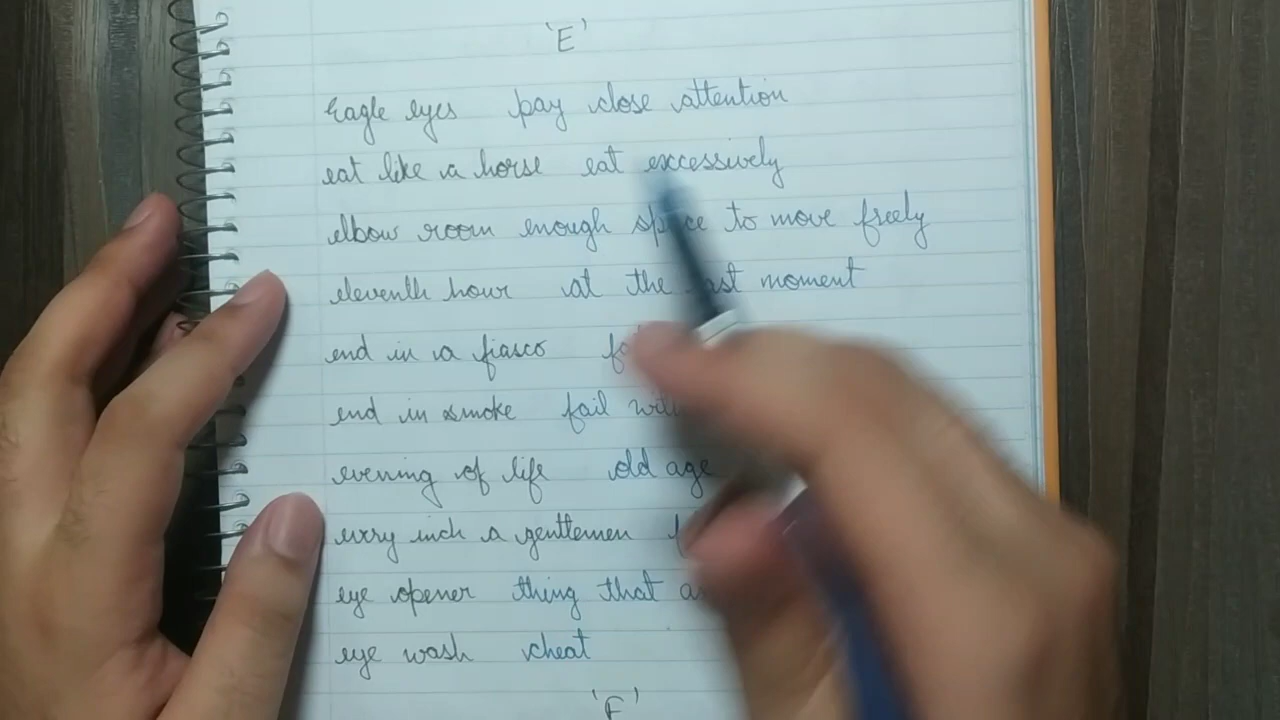 'E'
Eagle eyes pay close attention
eat like a horse eat excessively
elbow room enough space to move freely
eleventh hour at the last moment
end in a fiasco
end in smoke fail
evening of life old age
every inch a gentlemen
eye opener thing that
eye wash cheat
'F'